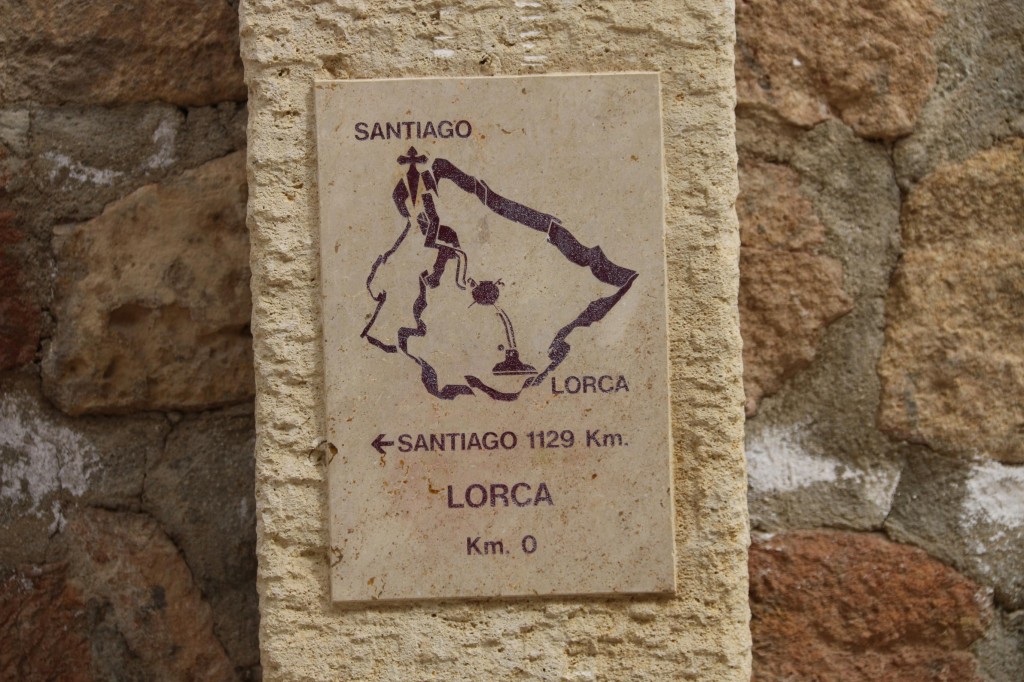 SANTIAGO
LORCA
←SANTIAGO 1129 Km.
LORCA
Km. 0